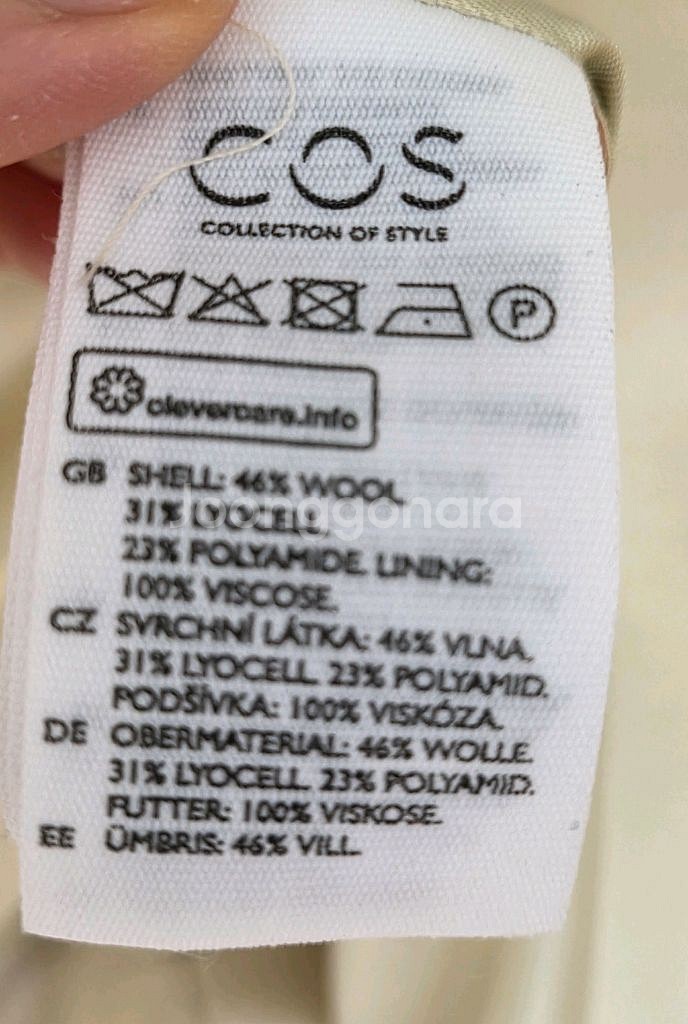 COS
COLLECTION OF STYLE
P
clevercare.info
GB SHELL: 46% WOOL,
31% LYOCELL,
23% POLYAMIDE. LINING:
100% VISCOSE.
CZ SVRCHNÍ LÁTKA: 46% VLNA,
31% LYOCELL, 23% POLYAMID.
PODŠÍVKA: 100% VISKÓZA.
DE OBERMATERIAL: 46% WOLLE,
31% LYOCELL, 23% POLYAMID.
FUTTER: 100% VISKOSE.
EE ÜMBRIS: 46% VILL,
Joonggonara